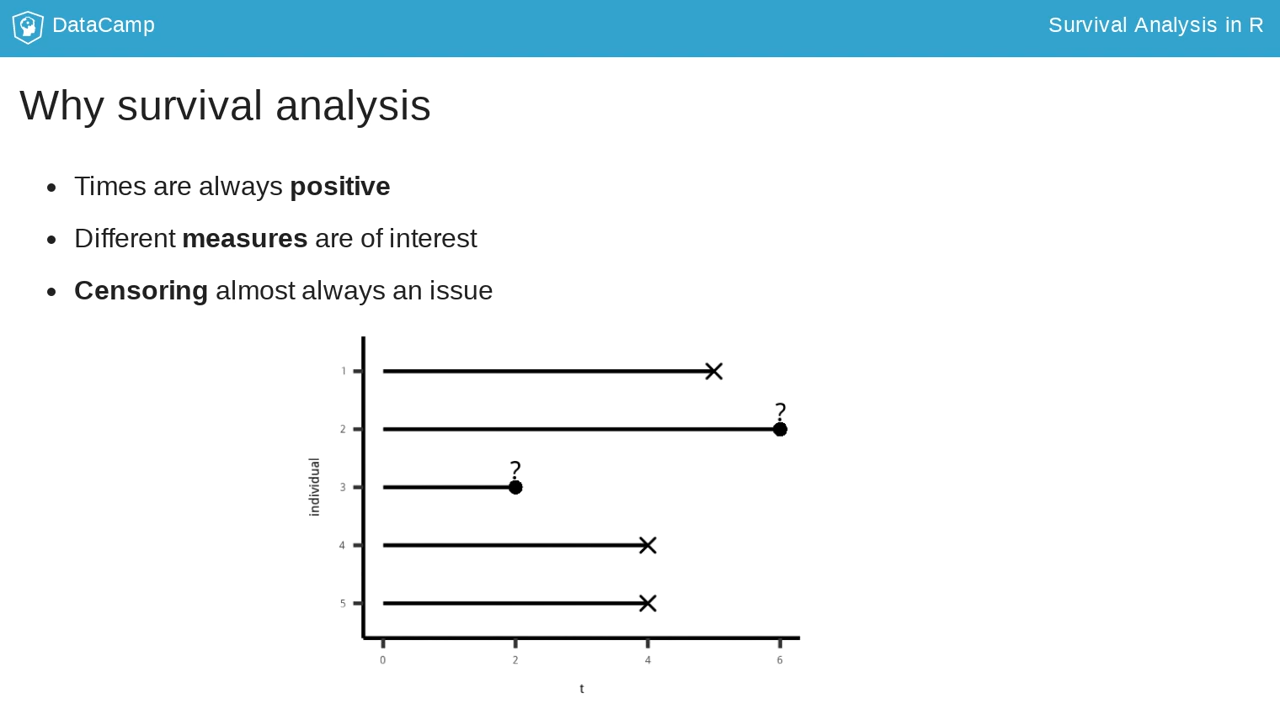 DataCamp
Survival Analysis in R
Why survival analysis
Times are always positive
Different measures are of interest
Censoring almost always an issue
1
?
2
?
individual
3
4
5
0 2 4 6
t